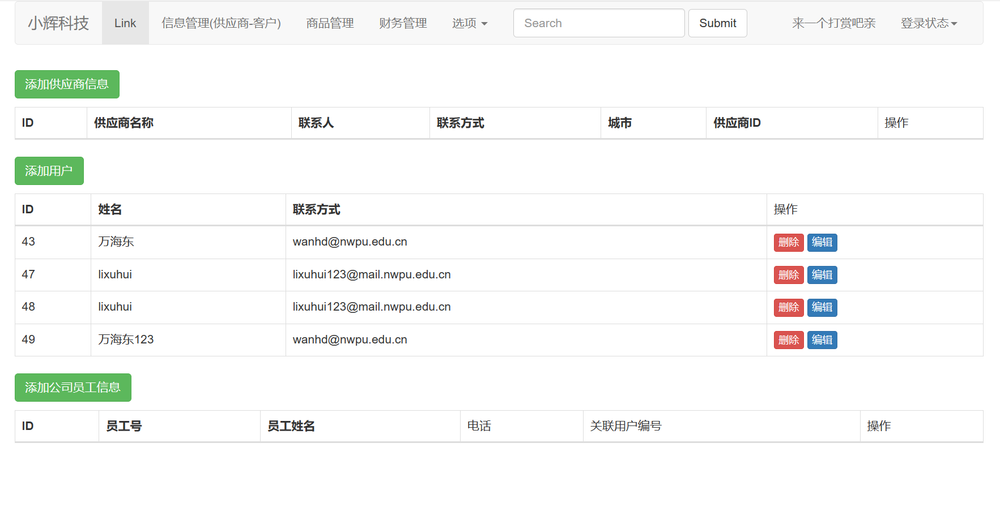 小辉科技 Link 信息管理(供应商-客户) 商品管理 财务管理 选项 Search Submit 来一个打赏吧亲 登录状态
添加供应商信息
ID 供应商名称 联系人 联系方式 城市 供应商ID 操作
添加用户
ID 姓名 联系方式 操作
43 万海东 wanhd@nwpu.edu.cn 删除 编辑
47 lixuhui lixuhui123@mail.nwpu.edu.cn 删除 编辑
48 lixuhui lixuhui123@mail.nwpu.edu.cn 删除 编辑
49 万海东123 wanhd@nwpu.edu.cn 删除 编辑
添加公司员工信息
ID 员工号 员工姓名 电话 关联用户编号 操作